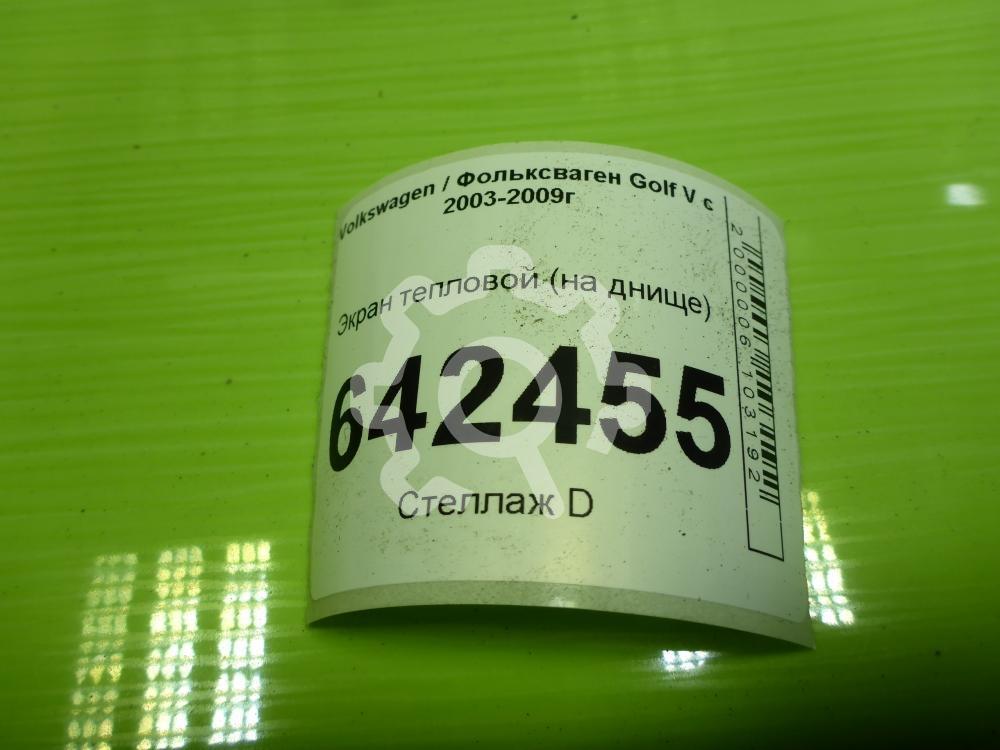 Volkswagen / Фольксваген Golf V с
2003-2009г
Экран тепловой (на днище)
642455
Стеллаж D
2000006103192